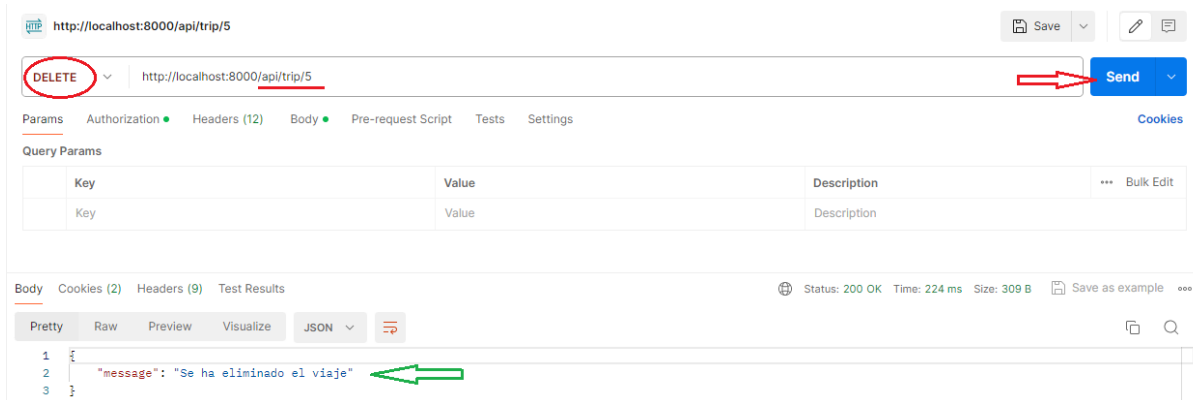 HTTP http://localhost:8000/api/trip/5 Save
DELETE http://localhost:8000/api/trip/5 Send
Params Authorization Headers (12) Body Pre-request Script Tests Settings Cookies
Query Params
Key Value Description ••• Bulk Edit
Key Value Description
Body Cookies (2) Headers (9) Test Results Status: 200 OK Time: 224 ms Size: 309 B Save as example
Pretty Raw Preview Visualize JSON
1 {
2 "message": "Se ha eliminado el viaje"
3 }